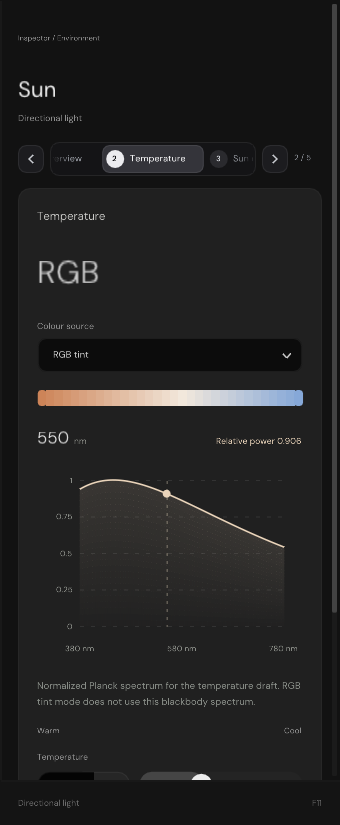 Inspector / Environment
Sun
Directional light
erview
2 Temperature
3 Sun
2 / 5
Temperature
RGB
Colour source
RGB tint
550 nm
Relative power 0.906
1
0.75
0.5
0.25
0
380 nm 580 nm 780 nm
Normalized Planck spectrum for the temperature draft. RGB
tint mode does not use this blackbody spectrum.
Warm Cool
Temperature
Directional light F11